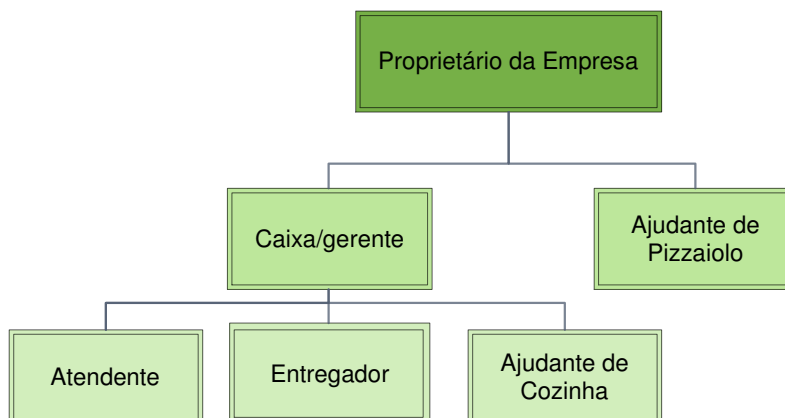 Proprietário da Empresa
Caixa/gerente
Ajudante de
Pizzaiolo
Atendente
Entregador
Ajudante de
Cozinha